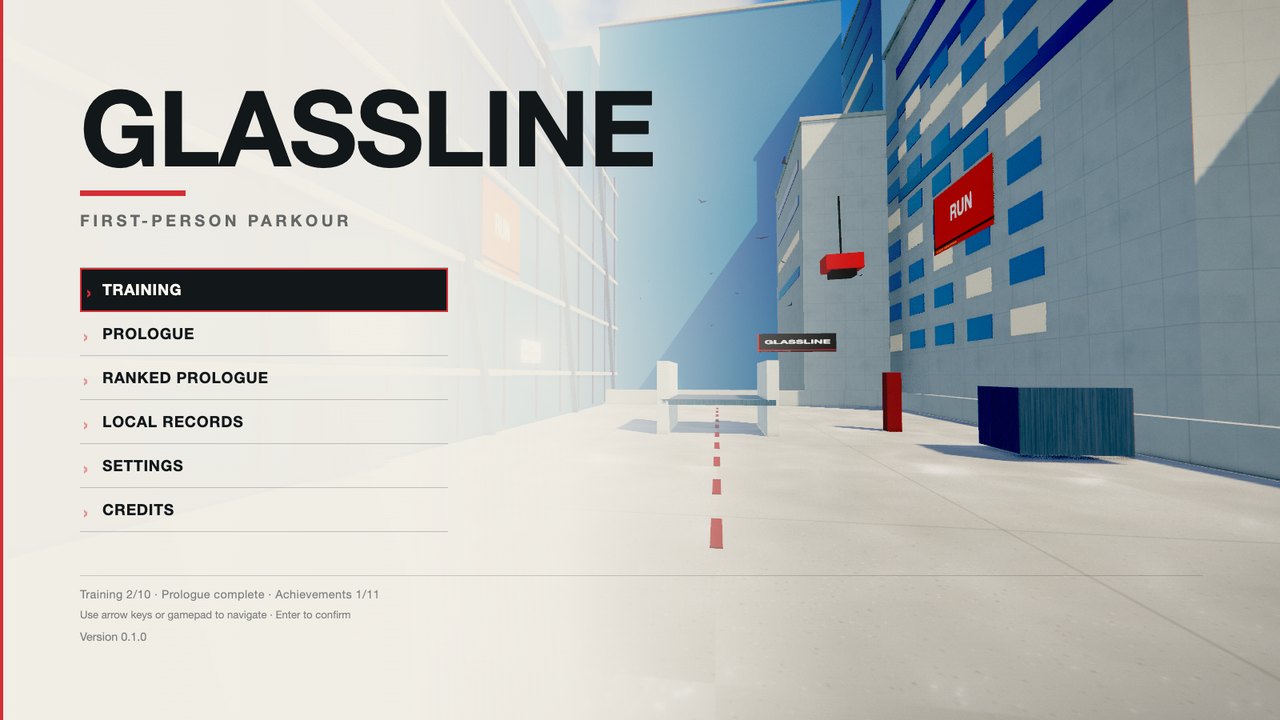 GLASSLINE
FIRST-PERSON PARKOUR
› TRAINING
› PROLOGUE
› RANKED PROLOGUE
› LOCAL RECORDS
› SETTINGS
› CREDITS
Training 2/10 · Prologue complete · Achievements 1/11
Use arrow keys or gamepad to navigate · Enter to confirm
Version 0.1.0
RUN
RUN
GLASSLINE